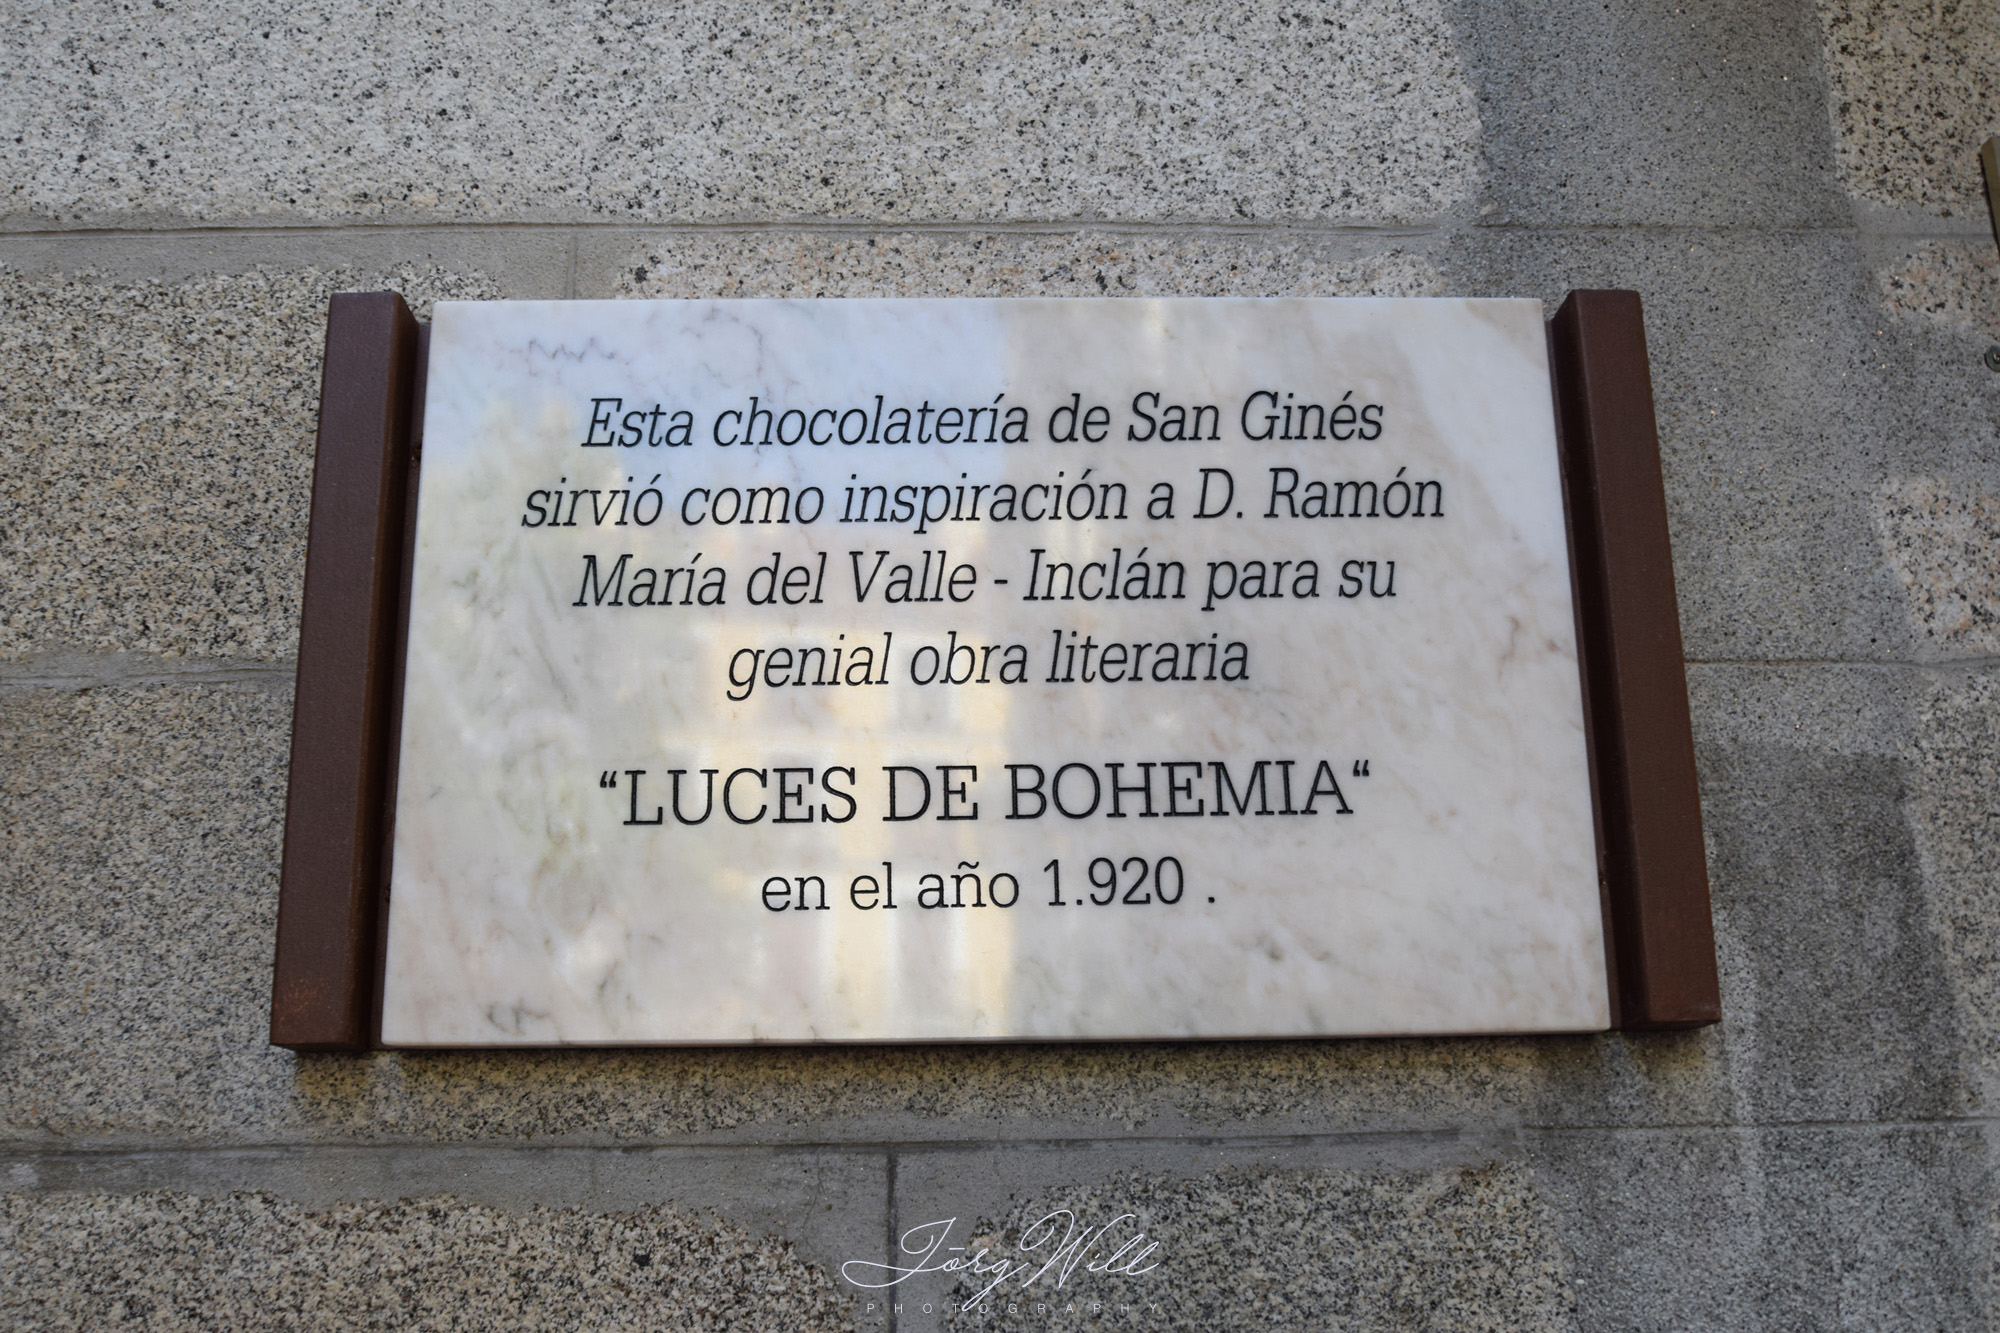 Esta chocolatería de San Ginés
sirvió como inspiración a D. Ramón
María del Valle - Inclán para su
genial obra literaria
“LUCES DE BOHEMIA“
en el año 1.920 .
Jörg Will
PHOTOGRAPHY